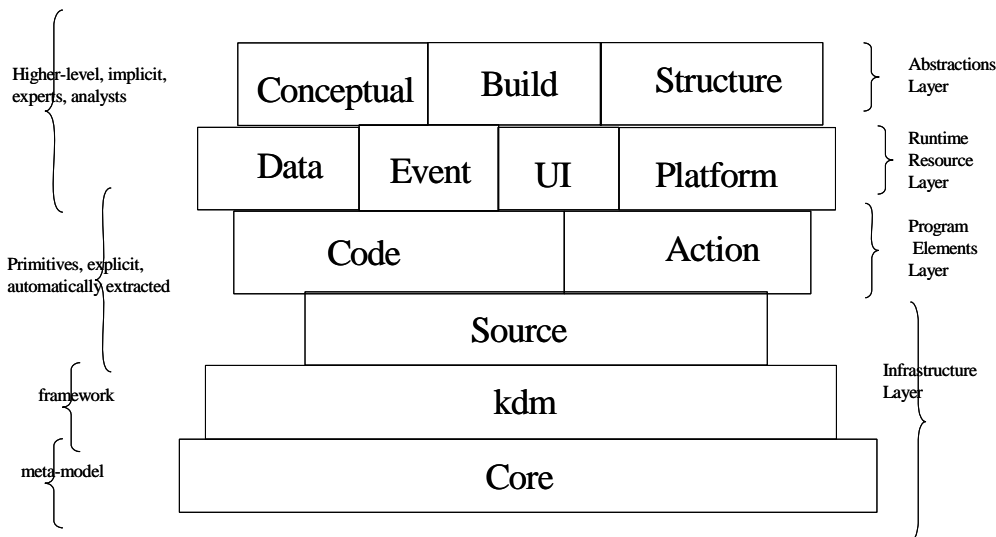 Higher-level, implicit,
experts, analysts
Conceptual
Build
Structure
Abstractions
Layer
Data
Event
UI
Platform
Runtime
Resource
Layer
Primitives, explicit,
automatically extracted
Code
Action
Program
Elements
Layer
Source
framework
kdm
Infrastructure
Layer
meta-model
Core